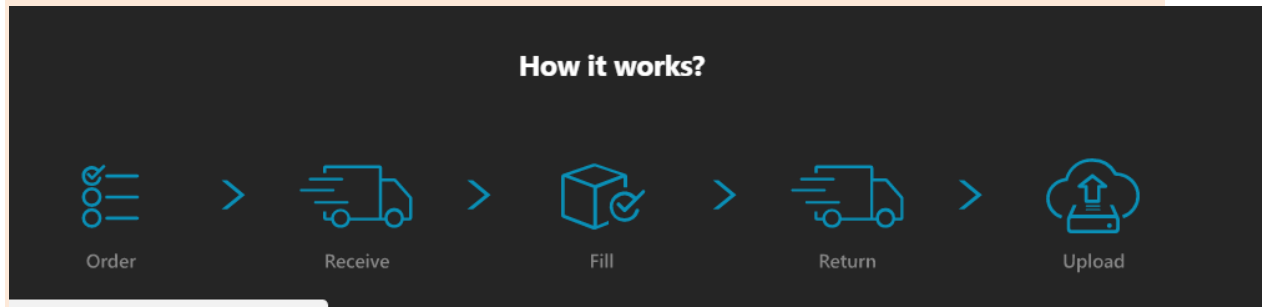 How it works?
Order
Receive
Fill
Return
Upload